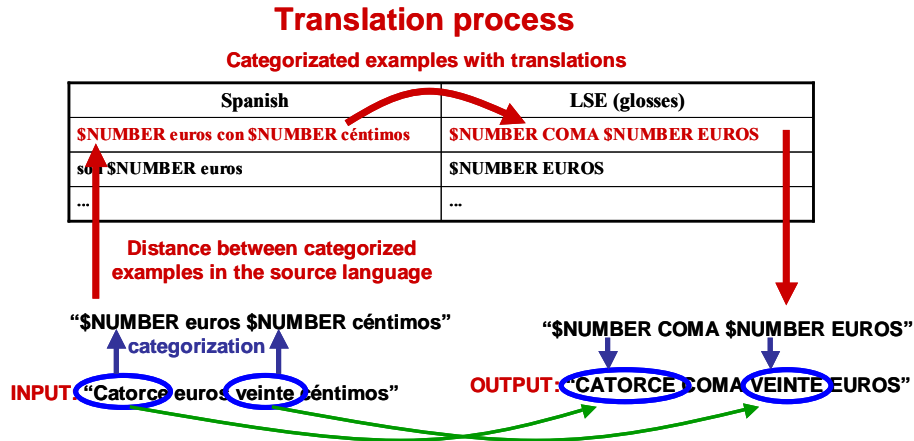 Translation process
Categorizated examples with translations
Spanish LSE (glosses)
$NUMBER euros con $NUMBER céntimos $NUMBER COMA $NUMBER EUROS
son $NUMBER euros $NUMBER EUROS
... ...
Distance between categorized
examples in the source language
“$NUMBER euros $NUMBER céntimos”
“$NUMBER COMA $NUMBER EUROS”
categorization
INPUT: “Catorce euros veinte céntimos”
OUTPUT: “CATORCE COMA VEINTE EUROS”